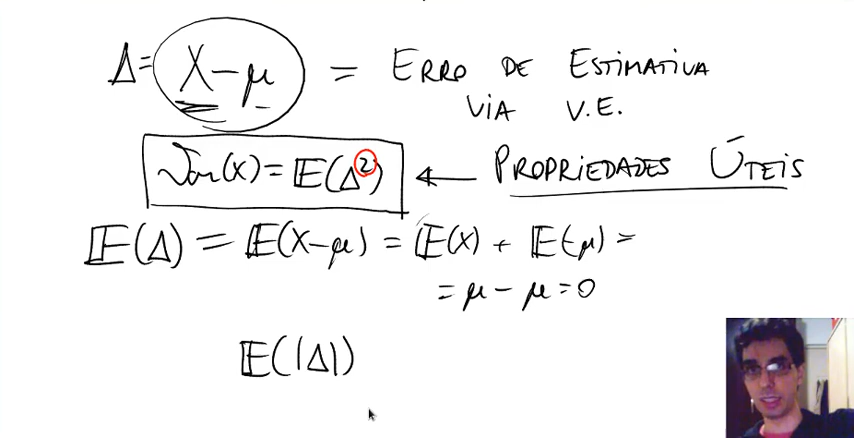 Δ = X − μ = ERRO DE ESTIMATIVA
VIA V.E.
Var(X) = 𝔼(Δ²) ← PROPRIEDADES ÚTEIS
𝔼(Δ) = 𝔼(X−μ) = 𝔼(X) + 𝔼(−μ) =
= μ − μ = 0
𝔼(|Δ|)